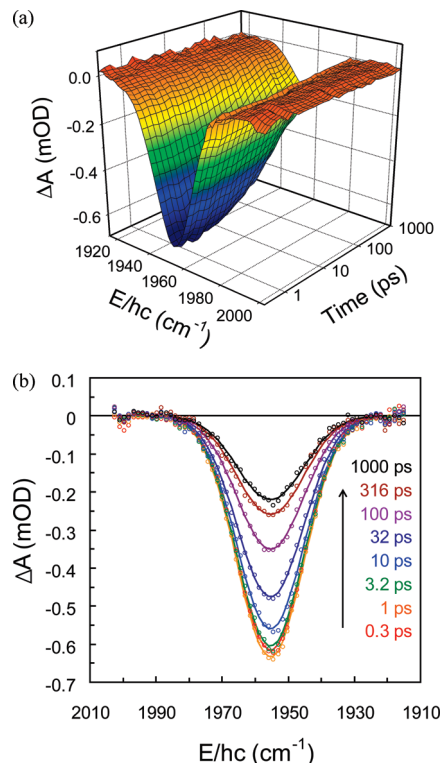 (a)
0.0
-0.2
-0.4
-0.6
ΔA (mOD)
1920
1940
1960
1980
2000
E/hc (cm⁻¹)
1
10
100
1000
Time (ps)
(b)
0.1
0
-0.1
-0.2
-0.3
-0.4
-0.5
-0.6
-0.7
ΔA (mOD)
1000 ps
316 ps
100 ps
32 ps
10 ps
3.2 ps
1 ps
0.3 ps
2010 1990 1970 1950 1930 1910
E/hc (cm⁻¹)